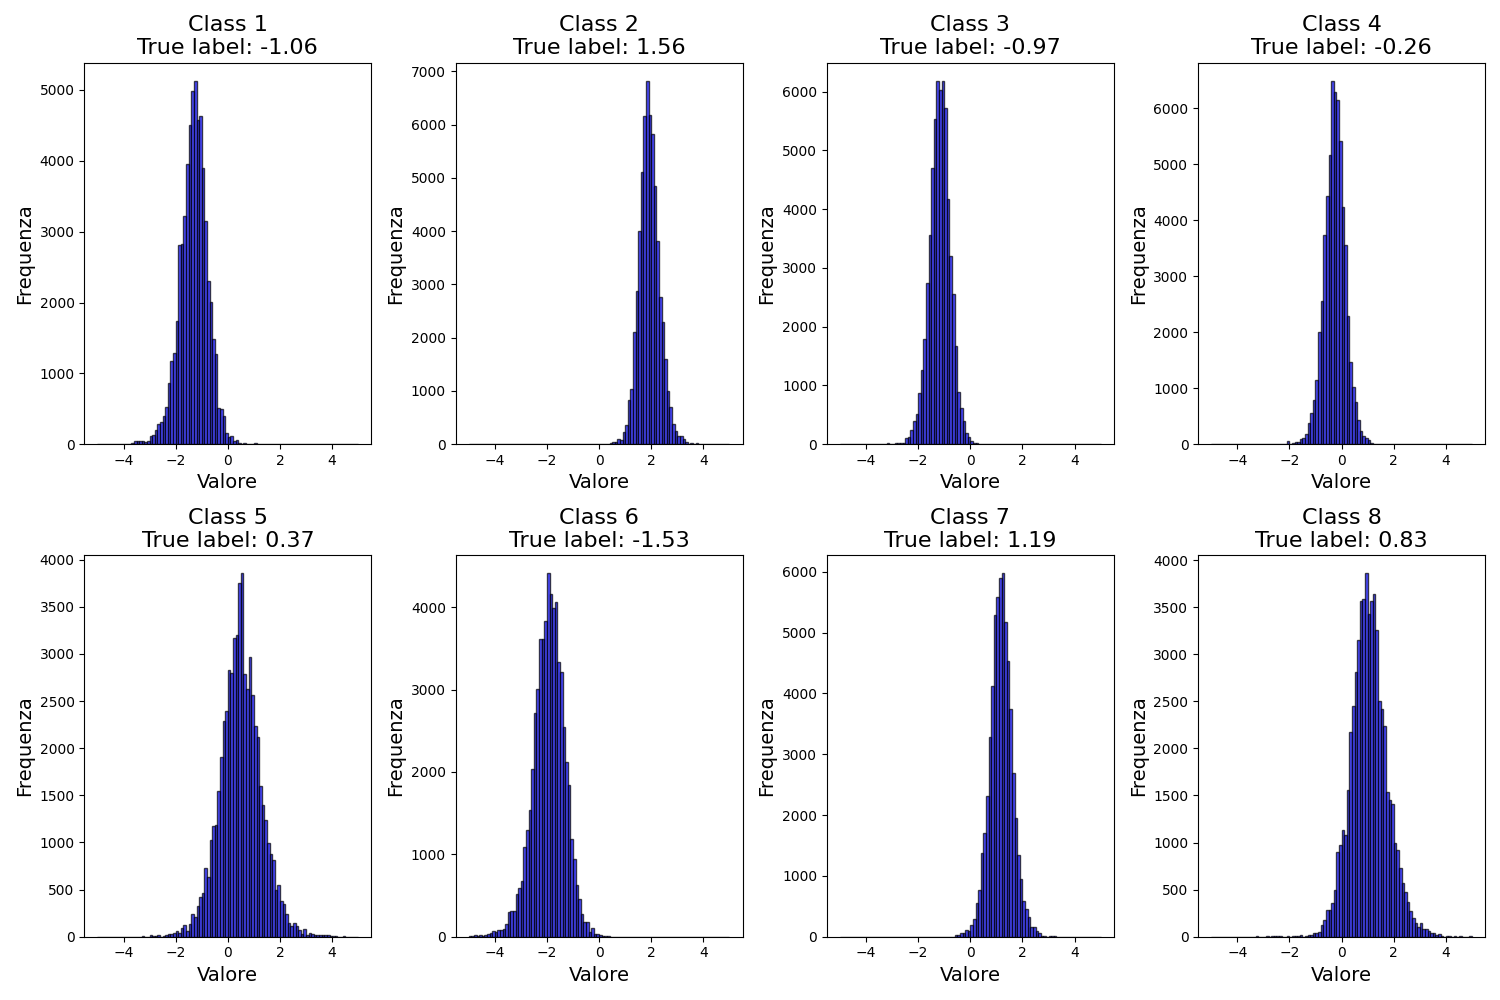 Class 1
True label: -1.06
Class 2
True label: 1.56
Class 3
True label: -0.97
Class 4
True label: -0.26
5000
4000
3000
2000
1000
0
Frequenza
−4 −2 0 2 4
Valore
7000
6000
5000
4000
3000
2000
1000
0
Frequenza
−4 −2 0 2 4
Valore
6000
5000
4000
3000
2000
1000
0
Frequenza
−4 −2 0 2 4
Valore
6000
5000
4000
3000
2000
1000
0
Frequenza
−4 −2 0 2 4
Valore
Class 5
True label: 0.37
Class 6
True label: -1.53
Class 7
True label: 1.19
Class 8
True label: 0.83
4000
3500
3000
2500
2000
1500
1000
500
0
Frequenza
−4 −2 0 2 4
Valore
4000
3000
2000
1000
0
Frequenza
−4 −2 0 2 4
Valore
6000
5000
4000
3000
2000
1000
0
Frequenza
−4 −2 0 2 4
Valore
4000
3500
3000
2500
2000
1500
1000
500
0
Frequenza
−4 −2 0 2 4
Valore